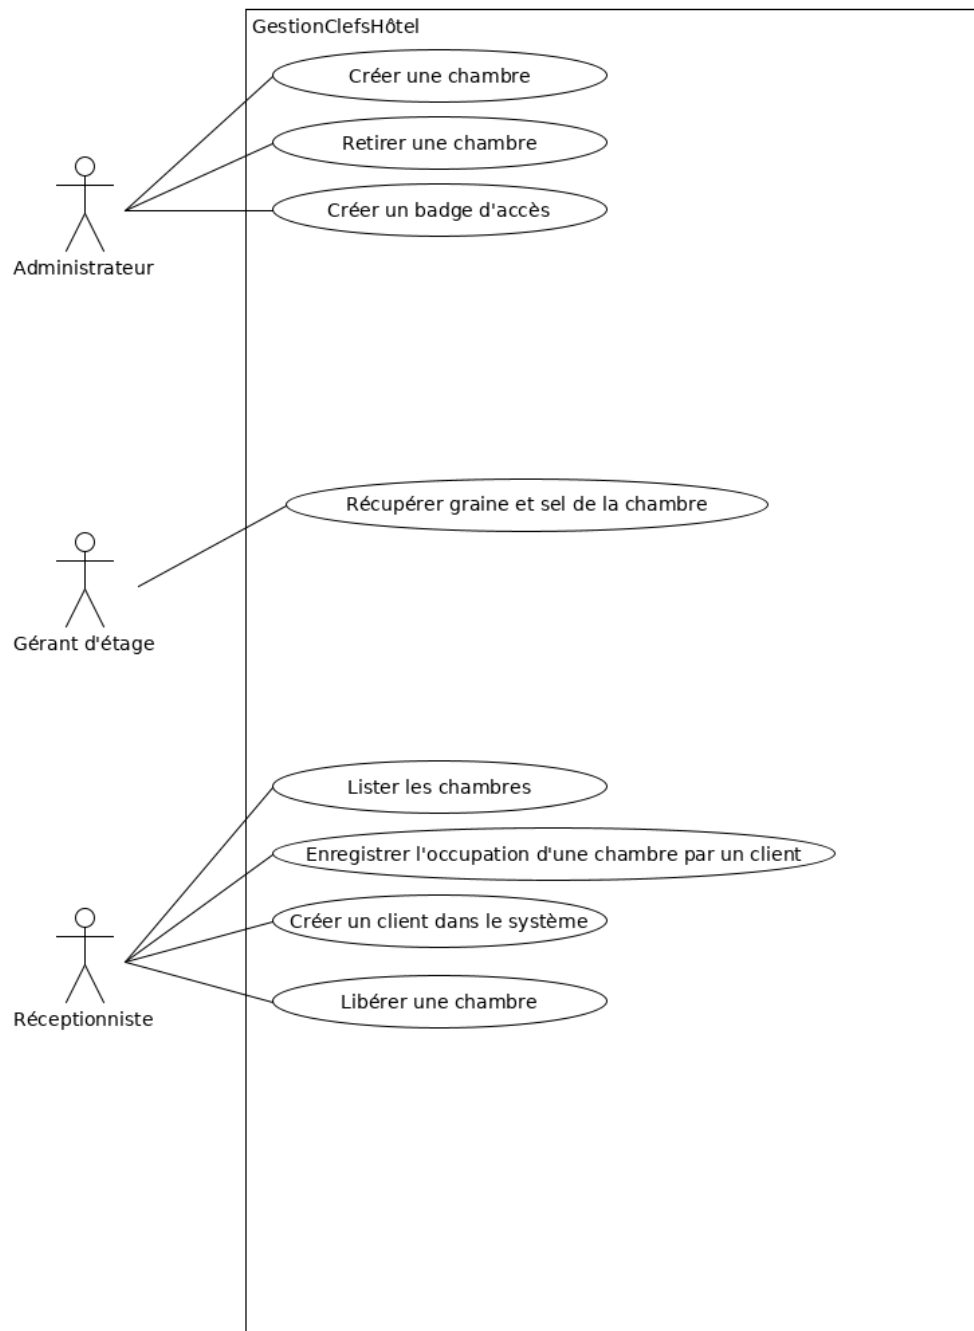 GestionClefsHôtel
Créer une chambre
Retirer une chambre
Créer un badge d'accès
Administrateur
Récupérer graine et sel de la chambre
Gérant d'étage
Lister les chambres
Enregistrer l'occupation d'une chambre par un client
Créer un client dans le système
Libérer une chambre
Réceptionniste